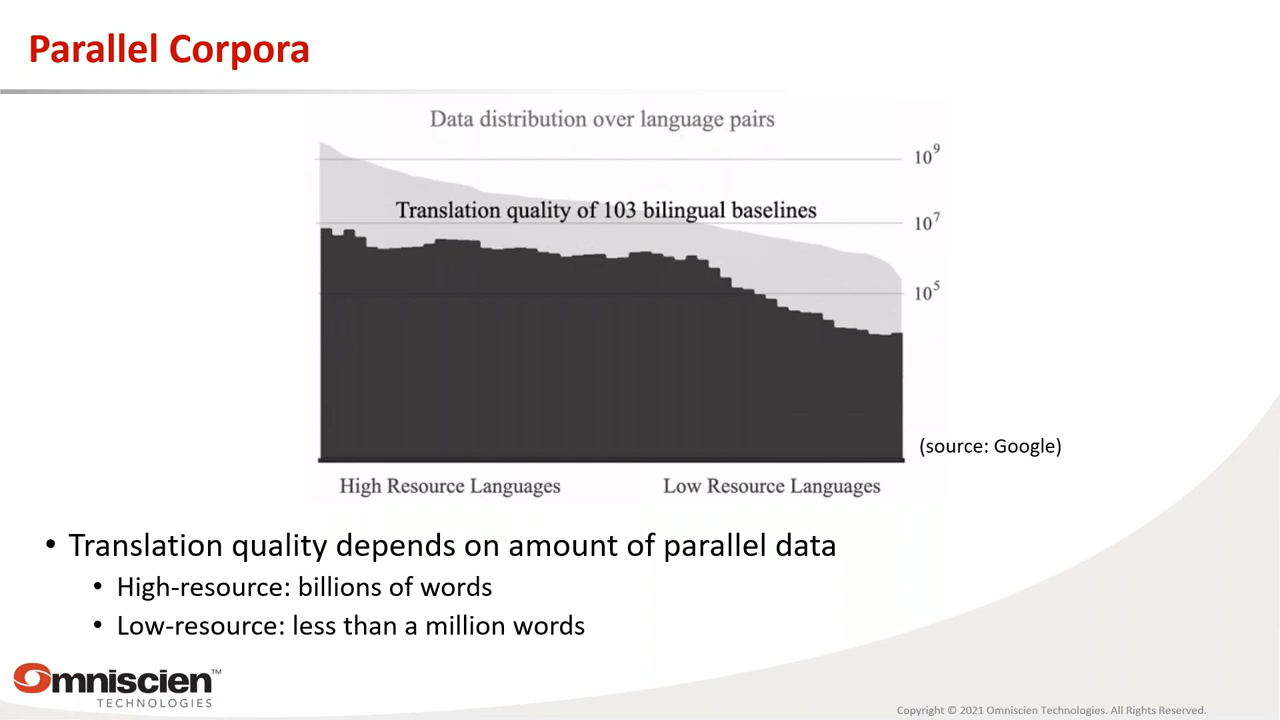 Parallel Corpora
Data distribution over language pairs
10⁹
Translation quality of 103 bilingual baselines
10⁷
10⁵
(source: Google)
High Resource Languages
Low Resource Languages
• Translation quality depends on amount of parallel data
• High-resource: billions of words
• Low-resource: less than a million words
Omniscien™
TECHNOLOGIES
Copyright © 2021 Omniscien Technologies. All Rights Reserved.